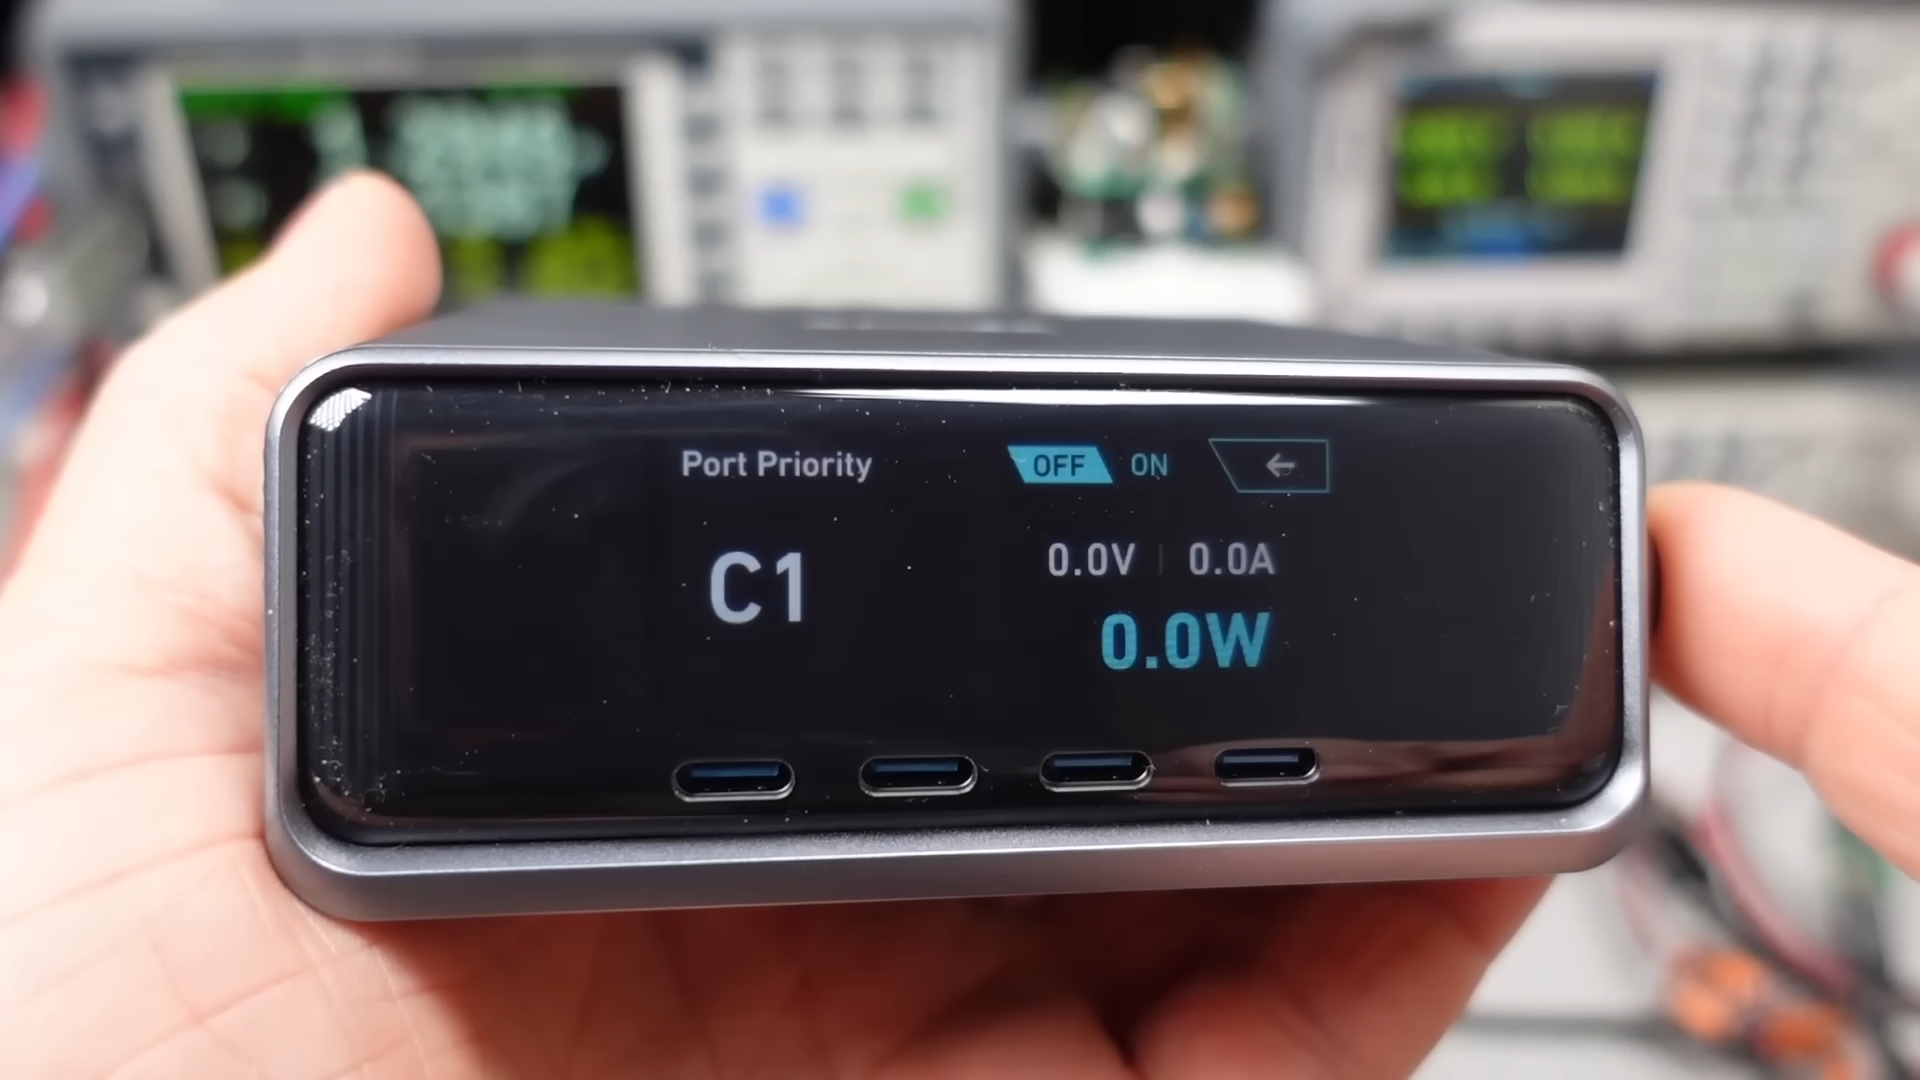 Port Priority OFF ON ←
C1
0.0V | 0.0A
0.0W